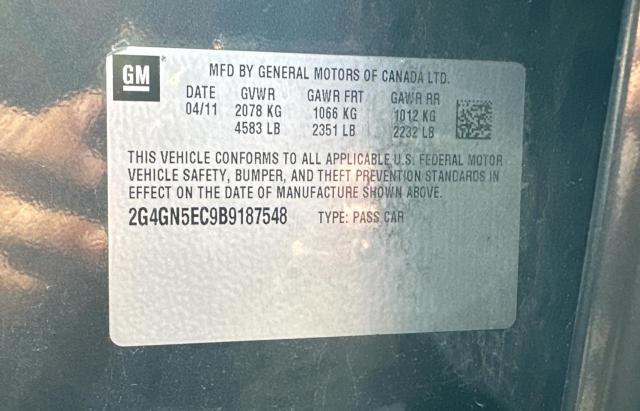 GM
MFD BY GENERAL MOTORS OF CANADA LTD.
DATE GVWR GAWR FRT GAWR RR
04/11 2078 KG 1066 KG 1012 KG
4583 LB 2351 LB 2232 LB
THIS VEHICLE CONFORMS TO ALL APPLICABLE U.S. FEDERAL MOTOR
VEHICLE SAFETY, BUMPER, AND THEFT PREVENTION STANDARDS IN
EFFECT ON THE DATE OF MANUFACTURE SHOWN ABOVE.
2G4GN5EC9B9187548 TYPE: PASS CAR